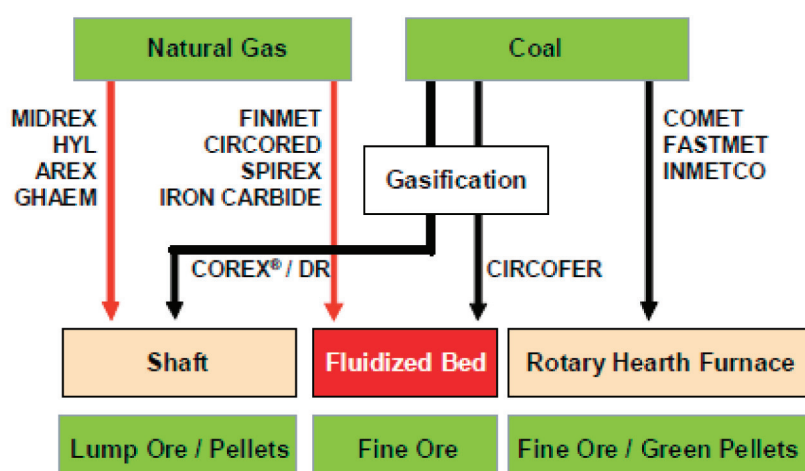 Natural Gas
Coal
MIDREX
HYL
AREX
GHAEM
FINMET
CIRCORED
SPIREX
IRON CARBIDE
COMET
FASTMET
INMETCO
Gasification
COREX® / DR
CIRCOFER
Shaft
Fluidized Bed
Rotary Hearth Furnace
Lump Ore / Pellets
Fine Ore
Fine Ore / Green Pellets